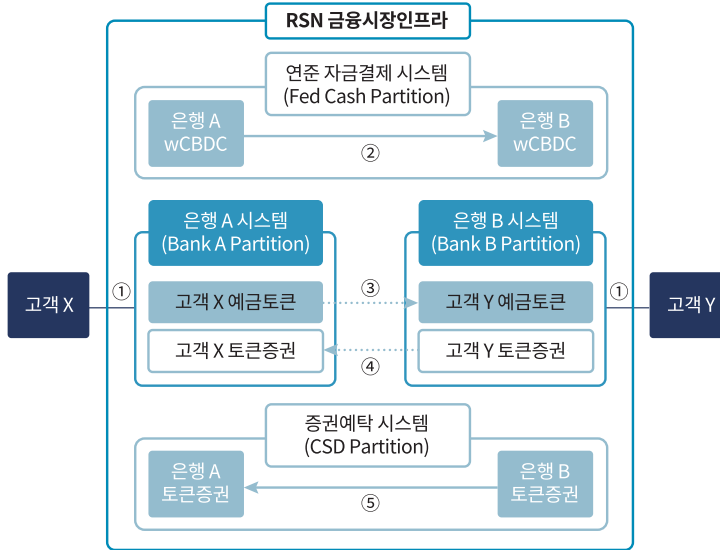 RSN 금융시장인프라
연준 자금결제 시스템
(Fed Cash Partition)
은행 A
wCBDC
은행 B
wCBDC
②
은행 A 시스템
(Bank A Partition)
은행 B 시스템
(Bank B Partition)
고객 X
①
고객 X 예금토큰
③
고객 Y 예금토큰
①
고객 Y
고객 X 토큰증권
④
고객 Y 토큰증권
증권예탁 시스템
(CSD Partition)
은행 A
토큰증권
은행 B
토큰증권
⑤